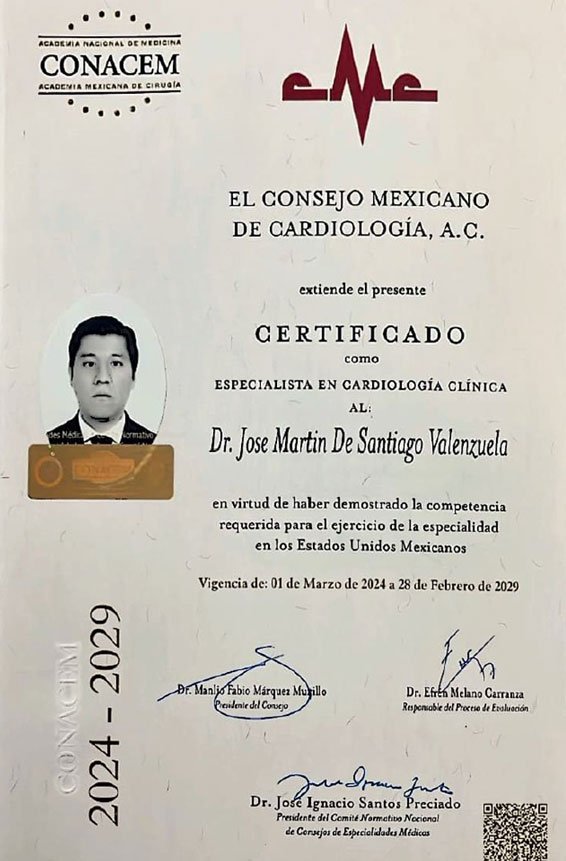 ACADEMIA NACIONAL DE MEDICINA
CONACEM
ACADEMIA MEXICANA DE CIRUGÍA
CMC
EL CONSEJO MEXICANO
DE CARDIOLOGÍA, A.C.
extiende el presente
CERTIFICADO
como
ESPECIALISTA EN CARDIOLOGÍA CLÍNICA
AL:
Dr. Jose Martin De Santiago Valenzuela
en virtud de haber demostrado la competencia
requerida para el ejercicio de la especialidad
en los Estados Unidos Mexicanos
Vigencia de: 01 de Marzo de 2024 a 28 de Febrero de 2029
Normativo
CONACEM
CONACEM
2024 - 2029
Dr. Manlio Fabio Márquez Murillo
Presidente del Consejo
Dr. Efrén Melano Carranza
Responsable del Proceso de Evaluación
Dr. José Ignacio Santos Preciado
Presidente del Comité Normativo Nacional
de Consejos de Especialidades Médicas